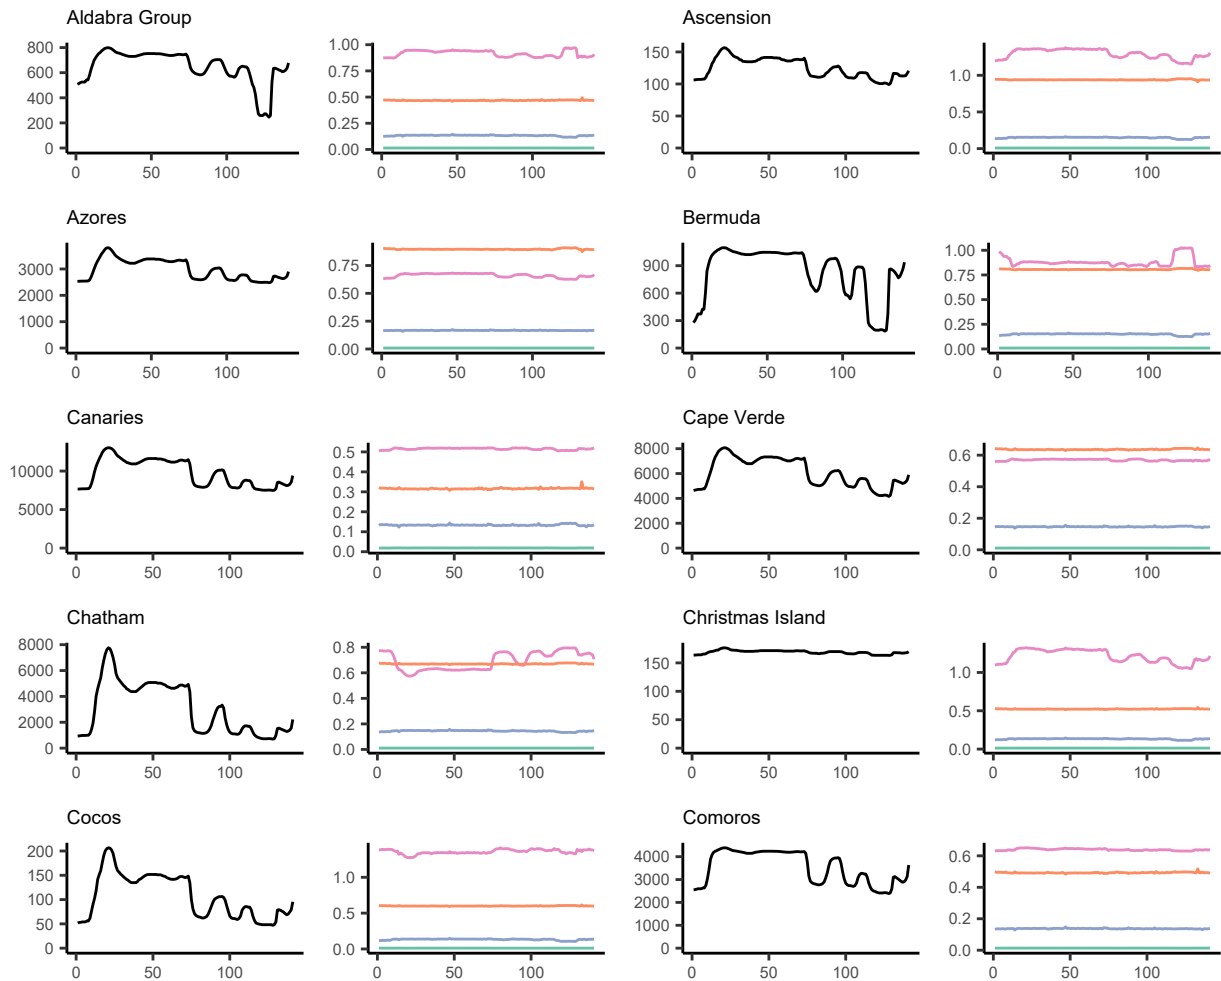 Aldabra Group
Ascension
800
600
400
200
0
0 50 100
1.00
0.75
0.50
0.25
0.00
0 50 100
150
100
50
0
0 50 100
1.0
0.5
0.0
0 50 100
Azores
Bermuda
3000
2000
1000
0
0 50 100
0.75
0.50
0.25
0.00
0 50 100
900
600
300
0
0 50 100
1.00
0.75
0.50
0.25
0.00
0 50 100
Canaries
Cape Verde
10000
5000
0
0 50 100
0.5
0.4
0.3
0.2
0.1
0.0
0 50 100
8000
6000
4000
2000
0
0 50 100
0.6
0.4
0.2
0.0
0 50 100
Chatham
Christmas Island
8000
6000
4000
2000
0
0 50 100
0.8
0.6
0.4
0.2
0.0
0 50 100
150
100
50
0
0 50 100
1.0
0.5
0.0
0 50 100
Cocos
Comoros
200
150
100
50
0
0 50 100
1.0
0.5
0.0
0 50 100
4000
3000
2000
1000
0
0 50 100
0.6
0.4
0.2
0.0
0 50 100